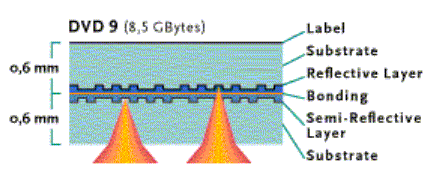 DVD 9 (8,5 GBytes)
Label
Substrate
0,6 mm
Reflective Layer
Bonding
0,6 mm
Semi-Reflective
Layer
Substrate